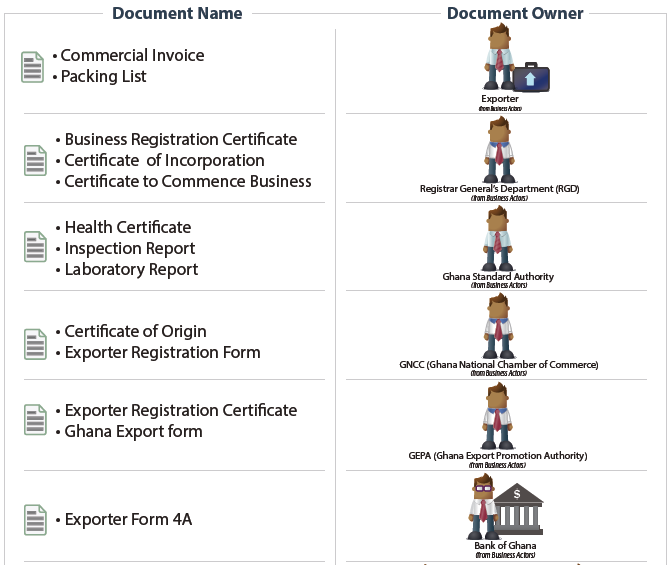 Document Name
Document Owner
• Commercial Invoice
• Packing List
Exporter
(from Business Actors)
• Business Registration Certificate
• Certificate of Incorporation
• Certificate to Commence Business
Registrar General's Department (RGD)
(from Business Actors)
• Health Certificate
• Inspection Report
• Laboratory Report
Ghana Standard Authority
(from Business Actors)
• Certificate of Origin
• Exporter Registration Form
GNCC (Ghana National Chamber of Commerce)
(from Business Actors)
• Exporter Registration Certificate
• Ghana Export form
GEPA (Ghana Export Promotion Authority)
(from Business Actors)
• Exporter Form 4A
$
Bank of Ghana
(from Business Actors)